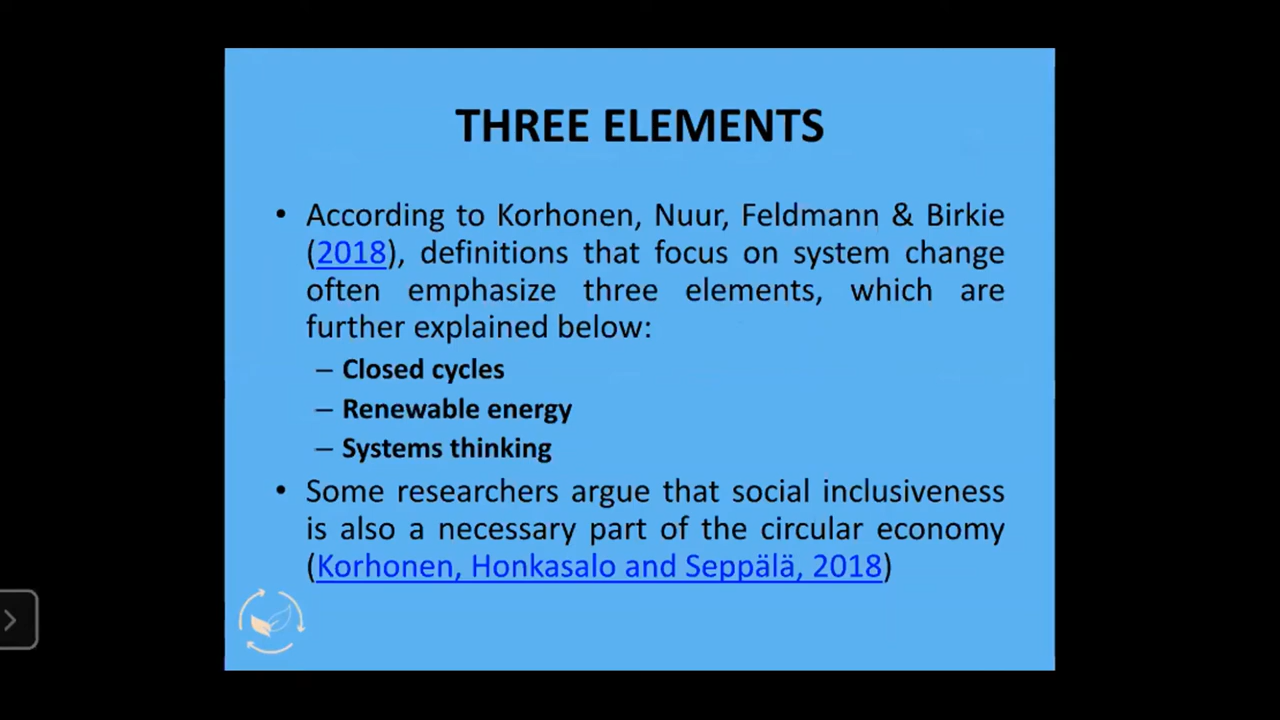 THREE ELEMENTS
• According to Korhonen, Nuur, Feldmann & Birkie
(2018), definitions that focus on system change
often emphasize three elements, which are
further explained below:
– Closed cycles
– Renewable energy
– Systems thinking
• Some researchers argue that social inclusiveness
is also a necessary part of the circular economy
(Korhonen, Honkasalo and Seppälä, 2018)